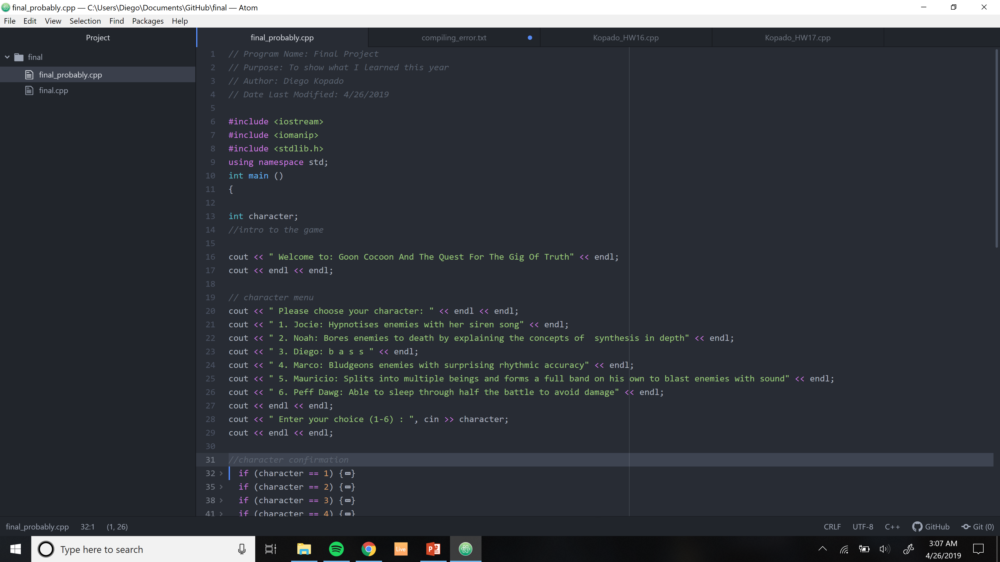 final_probably.cpp — C:\Users\Diego\Documents\GitHub\final — Atom
File Edit View Selection Find Packages Help
Project
final
final_probably.cpp
final.cpp
final_probably.cpp compiling_error.txt Kopado_HW16.cpp Kopado_HW17.cpp
1 // Program Name: Final Project
2 // Purpose: To show what I learned this year
3 // Author: Diego Kopado
4 // Date Last Modified: 4/26/2019
5
6 #include <iostream>
7 #include <iomanip>
8 #include <stdlib.h>
9 using namespace std;
10 int main ()
11 {
12
13 int character;
14 //intro to the game
15
16 cout << " Welcome to: Goon Cocoon And The Quest For The Gig Of Truth" << endl;
17 cout << endl << endl;
18
19 // character menu
20 cout << " Please choose your character: " << endl << endl;
21 cout << " 1. Jocie: Hypnotises enemies with her siren song" << endl;
22 cout << " 2. Noah: Bores enemies to death by explaining the concepts of  synthesis in depth" << endl;
23 cout << " 3. Diego: b a s s " << endl;
24 cout << " 4. Marco: Bludgeons enemies with surprising rhythmic accuracy" << endl;
25 cout << " 5. Mauricio: Splits into multiple beings and forms a full band on his own to blast enemies with sound" << endl;
26 cout << " 6. Peff Dawg: Able to sleep through half the battle to avoid damage" << endl;
27 cout << endl << endl;
28 cout << " Enter your choice (1-6) : ", cin >> character;
29 cout << endl << endl;
30
31 //character confirmation
32 if (character == 1) {…}
35 if (character == 2) {…}
38 if (character == 3) {…}
41 if (character == 4) {…}
final_probably.cpp 32:1 (1, 26) CRLF UTF-8 C++ GitHub Git (0)
Type here to search
Live
P
3:07 AM
4/26/2019